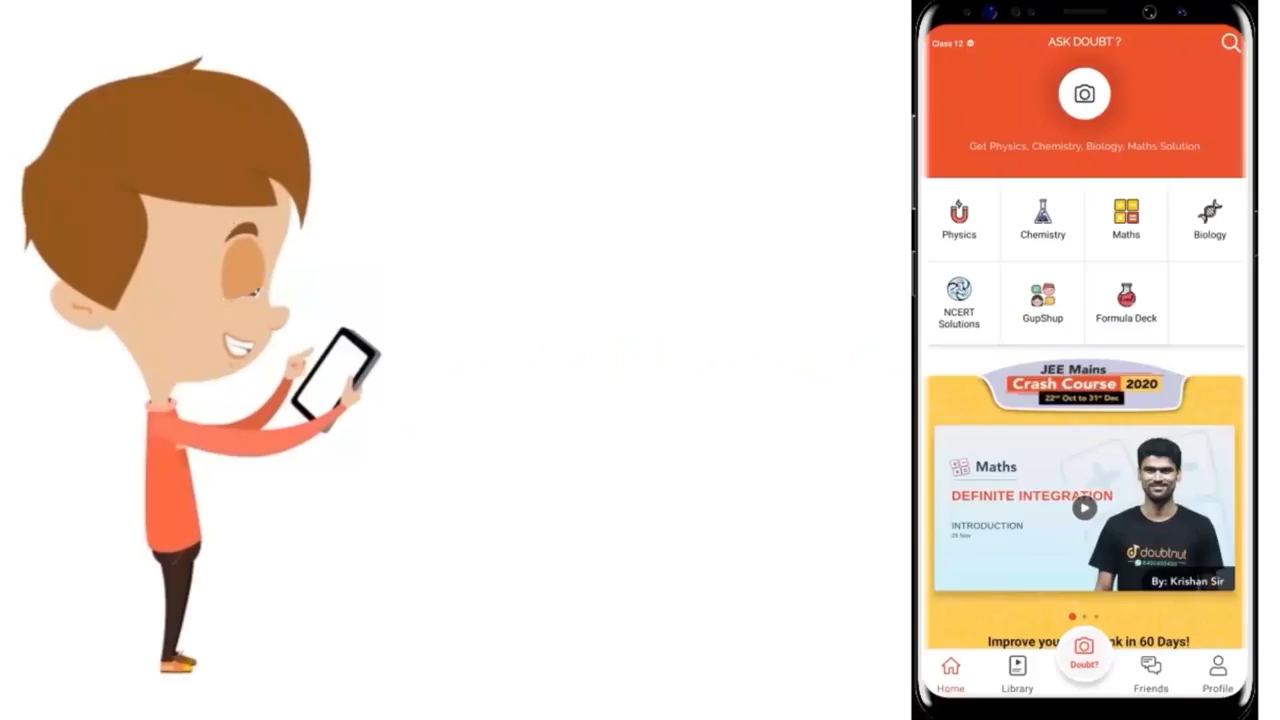 Class 12
ASK DOUBT ?
Get Physics, Chemistry, Biology, Maths Solution
Physics
Chemistry
Maths
Biology
NCERT
Solutions
GupShup
Formula Deck
JEE Mains
Crash Course 2020
22nd Oct to 31st Dec
Maths
DEFINITE INTEGRATION
INTRODUCTION
doubtnut
By: Krishan Sir
in 60 Days!
Doubt?
Home
Library
Friends
Profile